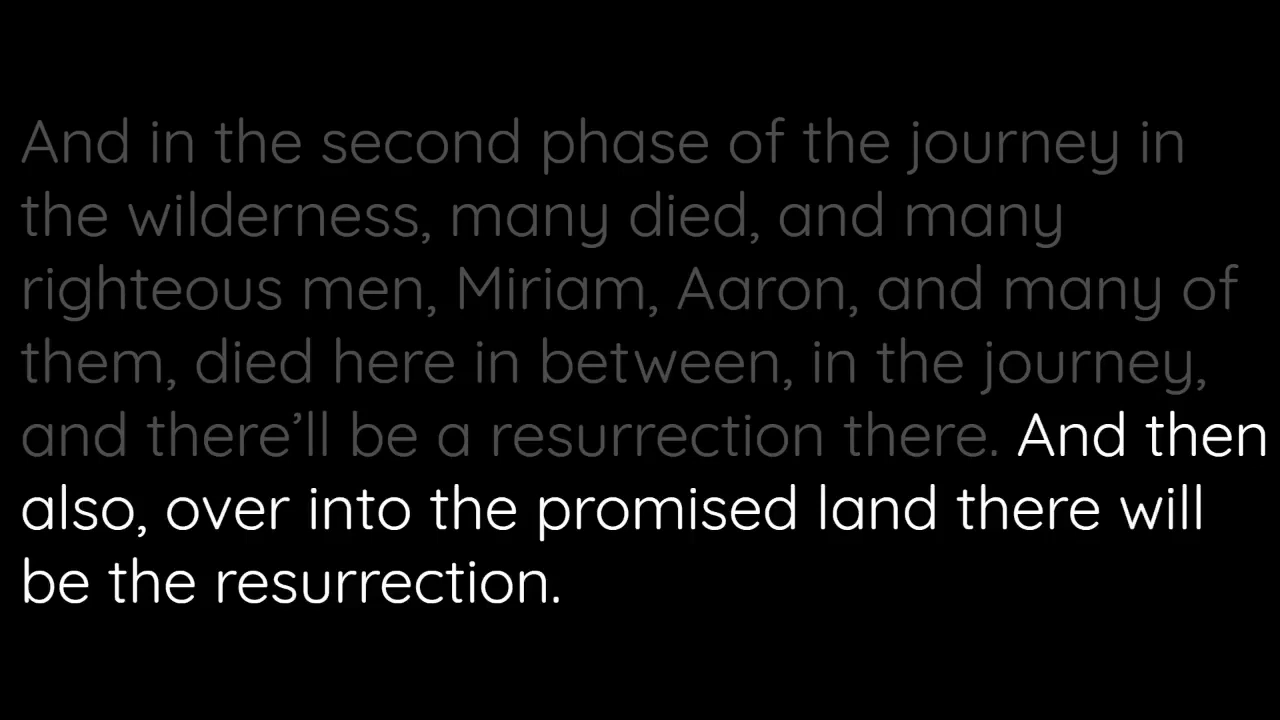 And in the second phase of the journey in
the wilderness, many died, and many
righteous men, Miriam, Aaron, and many of
them, died here in between, in the journey,
and there’ll be a resurrection there. And then
also, over into the promised land there will
be the resurrection.